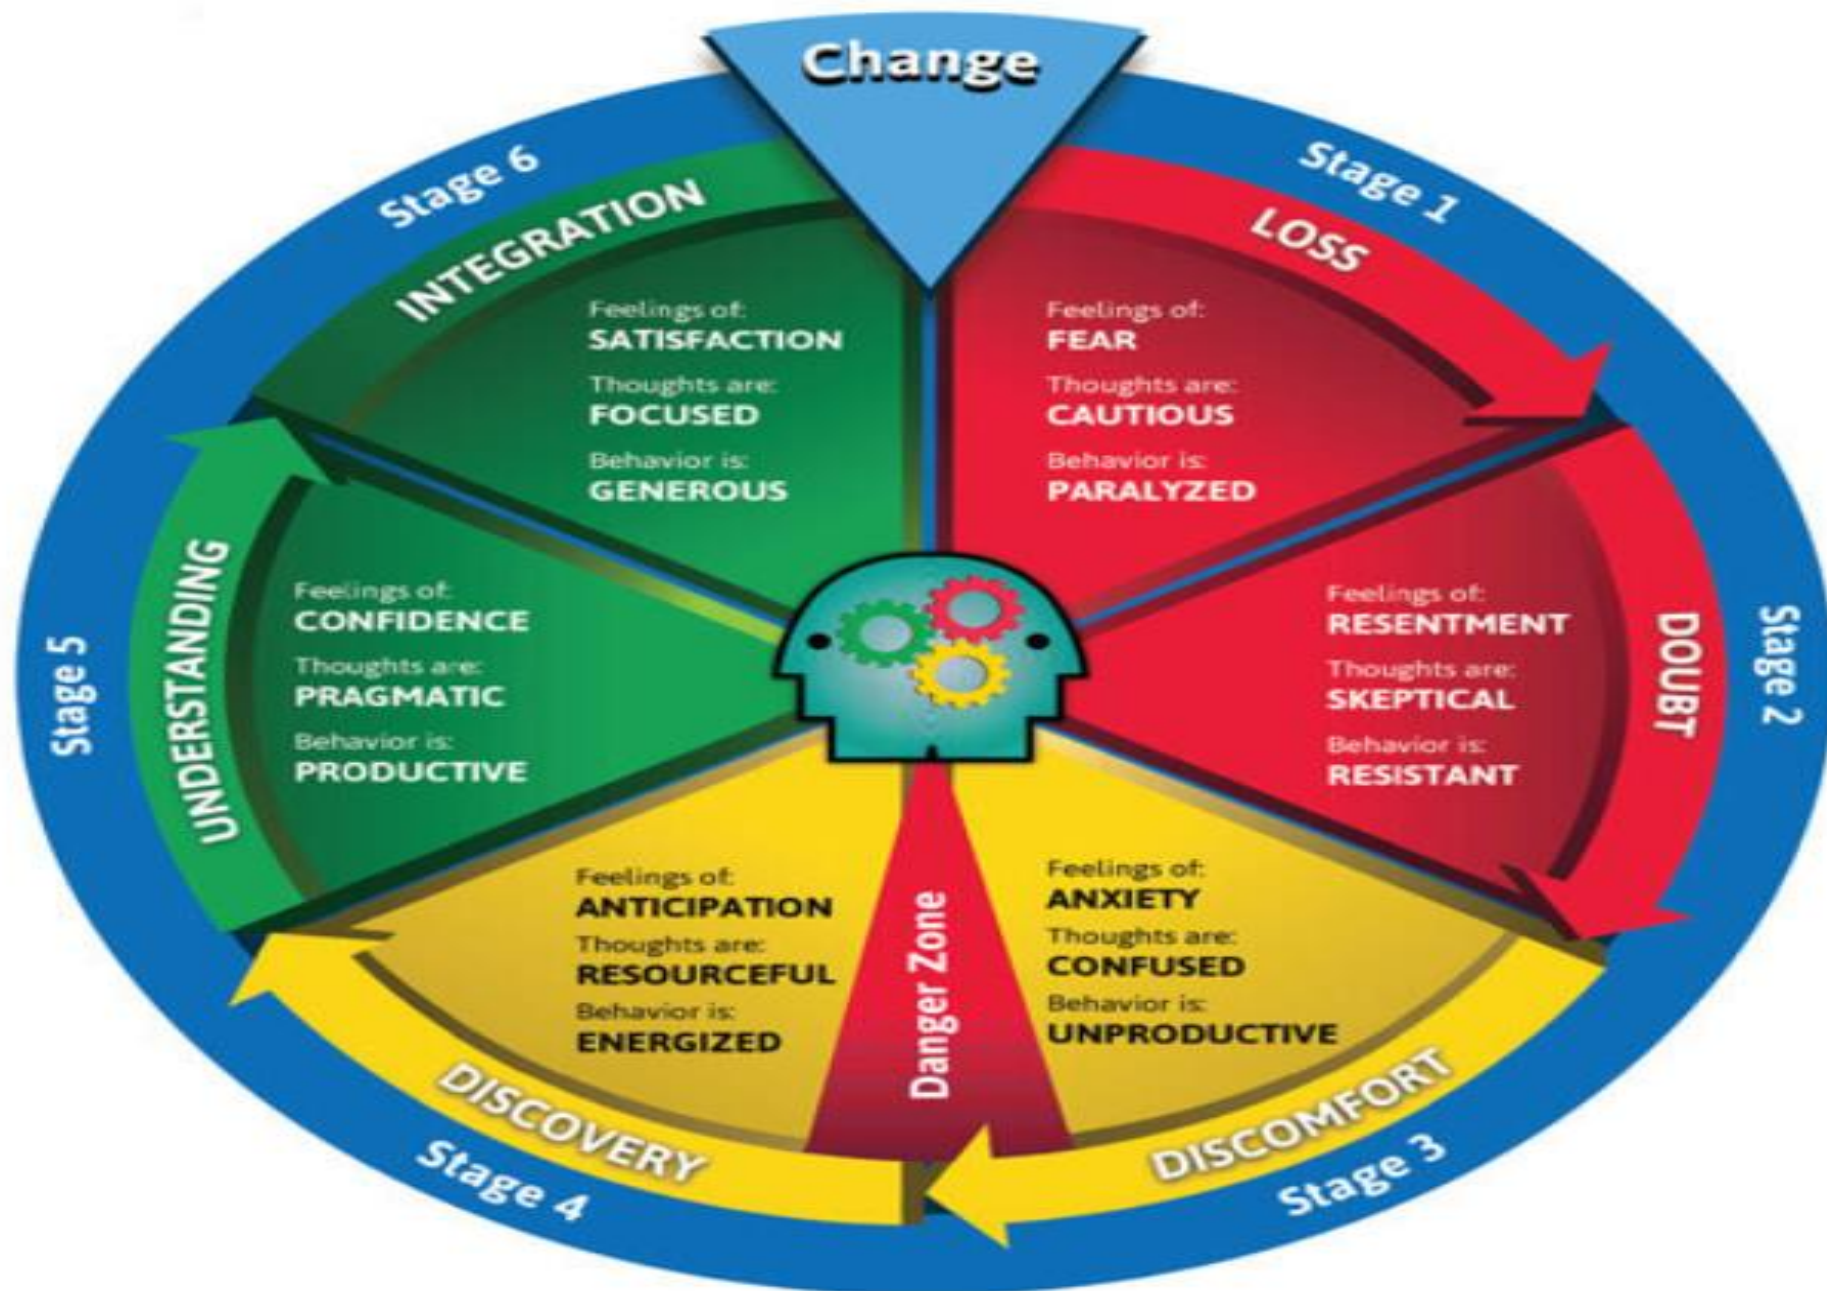 Change
Stage 1
LOSS
Feelings of:
FEAR
Thoughts are:
CAUTIOUS
Behavior is:
PARALYZED
Stage 2
DOUBT
Feelings of:
RESENTMENT
Thoughts are:
SKEPTICAL
Behavior is:
RESISTANT
Stage 3
DISCOMFORT
Feelings of:
ANXIETY
Thoughts are:
CONFUSED
Behavior is:
UNPRODUCTIVE
Danger Zone
Stage 4
DISCOVERY
Feelings of:
ANTICIPATION
Thoughts are:
RESOURCEFUL
Behavior is:
ENERGIZED
Stage 5
UNDERSTANDING
Feelings of:
CONFIDENCE
Thoughts are:
PRAGMATIC
Behavior is:
PRODUCTIVE
Stage 6
INTEGRATION
Feelings of:
SATISFACTION
Thoughts are:
FOCUSED
Behavior is:
GENEROUS